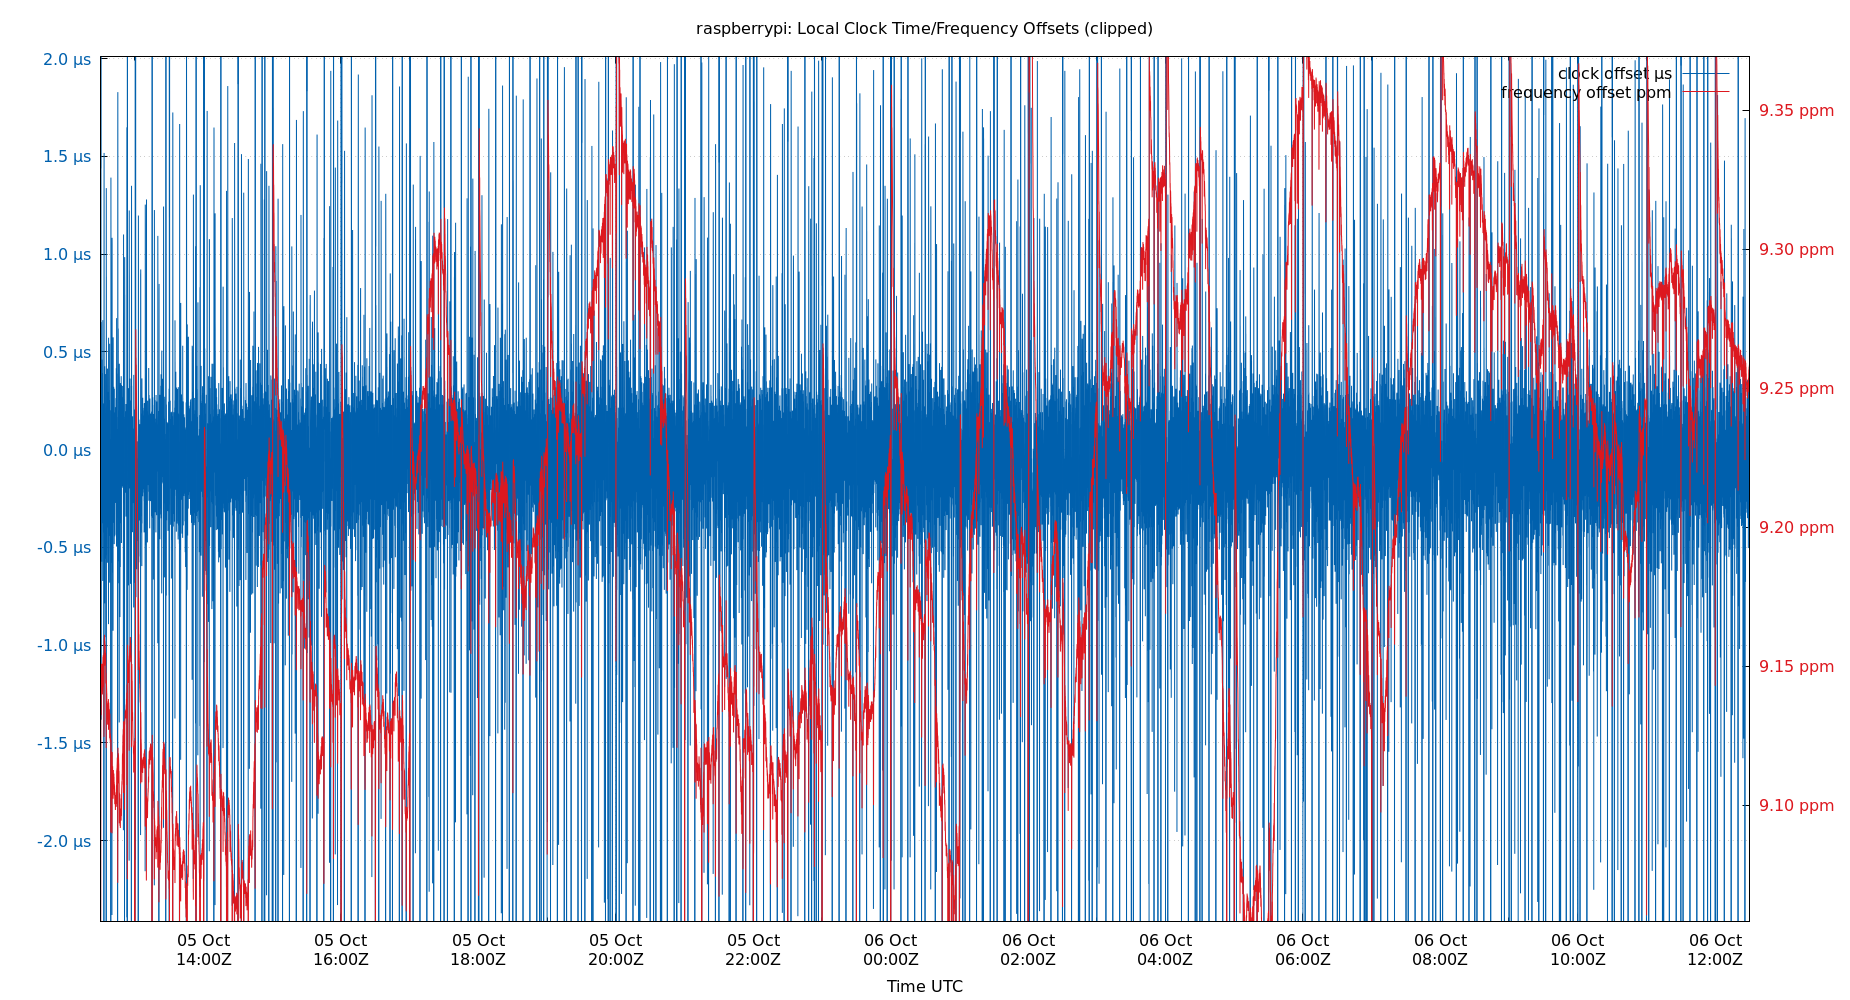 raspberrypi: Local Clock Time/Frequency Offsets (clipped)
2.0 µs
1.5 µs
1.0 µs
0.5 µs
0.0 µs
-0.5 µs
-1.0 µs
-1.5 µs
-2.0 µs
clock offset µs
frequency offset ppm
9.35 ppm
9.30 ppm
9.25 ppm
9.20 ppm
9.15 ppm
9.10 ppm
05 Oct 05 Oct 05 Oct 05 Oct 05 Oct 06 Oct 06 Oct 06 Oct 06 Oct 06 Oct 06 Oct 06 Oct
14:00Z 16:00Z 18:00Z 20:00Z 22:00Z 00:00Z 02:00Z 04:00Z 06:00Z 08:00Z 10:00Z 12:00Z
Time UTC